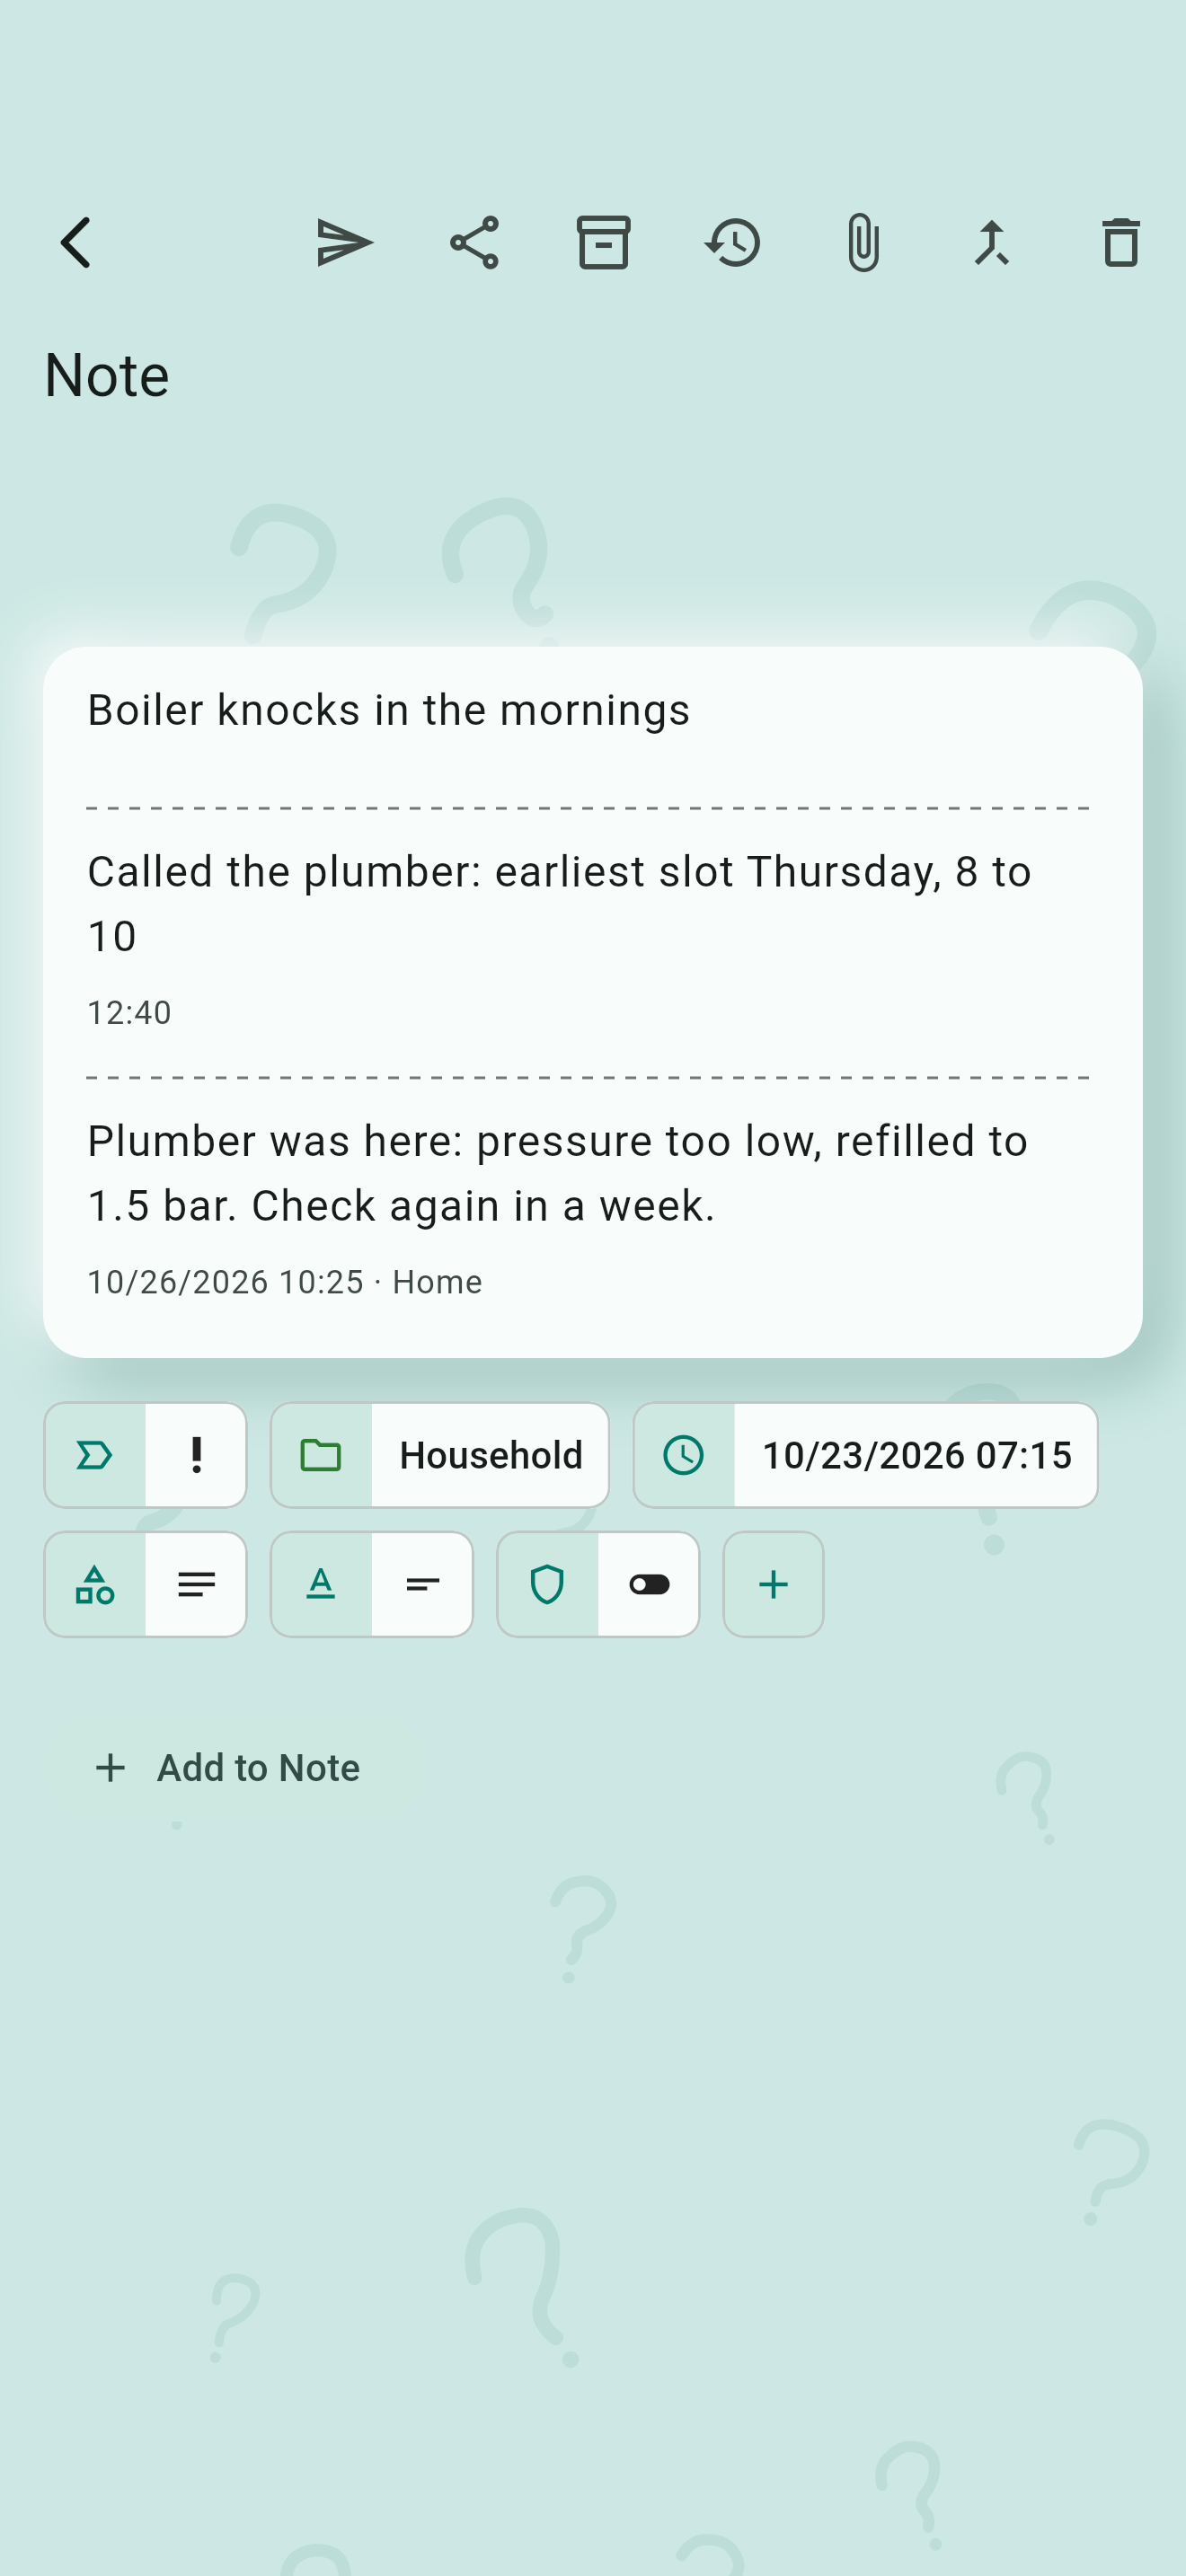 Note
Boiler knocks in the mornings
Called the plumber: earliest slot Thursday, 8 to
10
12:40
Plumber was here: pressure too low, refilled to
1.5 bar. Check again in a week.
10/26/2026 10:25 · Home
Household
10/23/2026 07:15
Add to Note